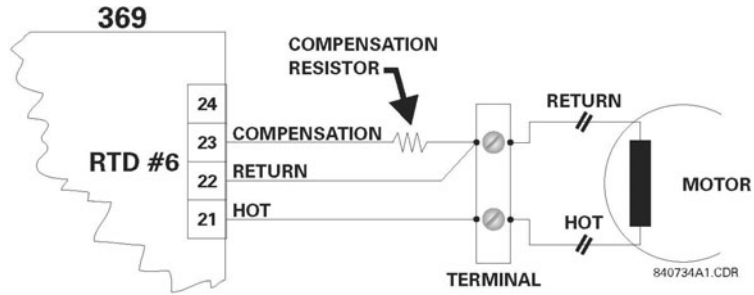 369
COMPENSATION
RESISTOR
24
23
COMPENSATION
RETURN
RTD #6
22
RETURN
MOTOR
21
HOT
HOT
TERMINAL
840734A1.CDR